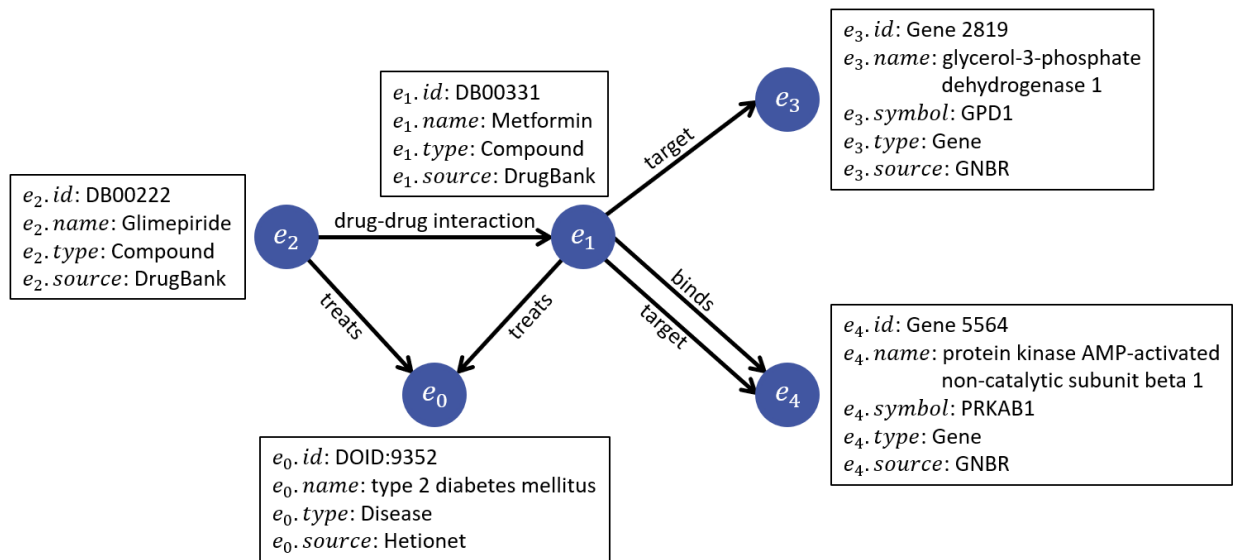 e₃.id: Gene 2819
e₃.name: glycerol-3-phosphate
dehydrogenase 1
e₃.symbol: GPD1
e₃.type: Gene
e₃.source: GNBR
e₃
e₁.id: DB00331
e₁.name: Metformin
e₁.type: Compound
e₁.source: DrugBank
target
e₂.id: DB00222
e₂.name: Glimepiride
e₂.type: Compound
e₂.source: DrugBank
e₂
drug-drug interaction
e₁
treats
treats
binds
target
e₀
e₄
e₄.id: Gene 5564
e₄.name: protein kinase AMP-activated
non-catalytic subunit beta 1
e₄.symbol: PRKAB1
e₄.type: Gene
e₄.source: GNBR
e₀.id: DOID:9352
e₀.name: type 2 diabetes mellitus
e₀.type: Disease
e₀.source: Hetionet